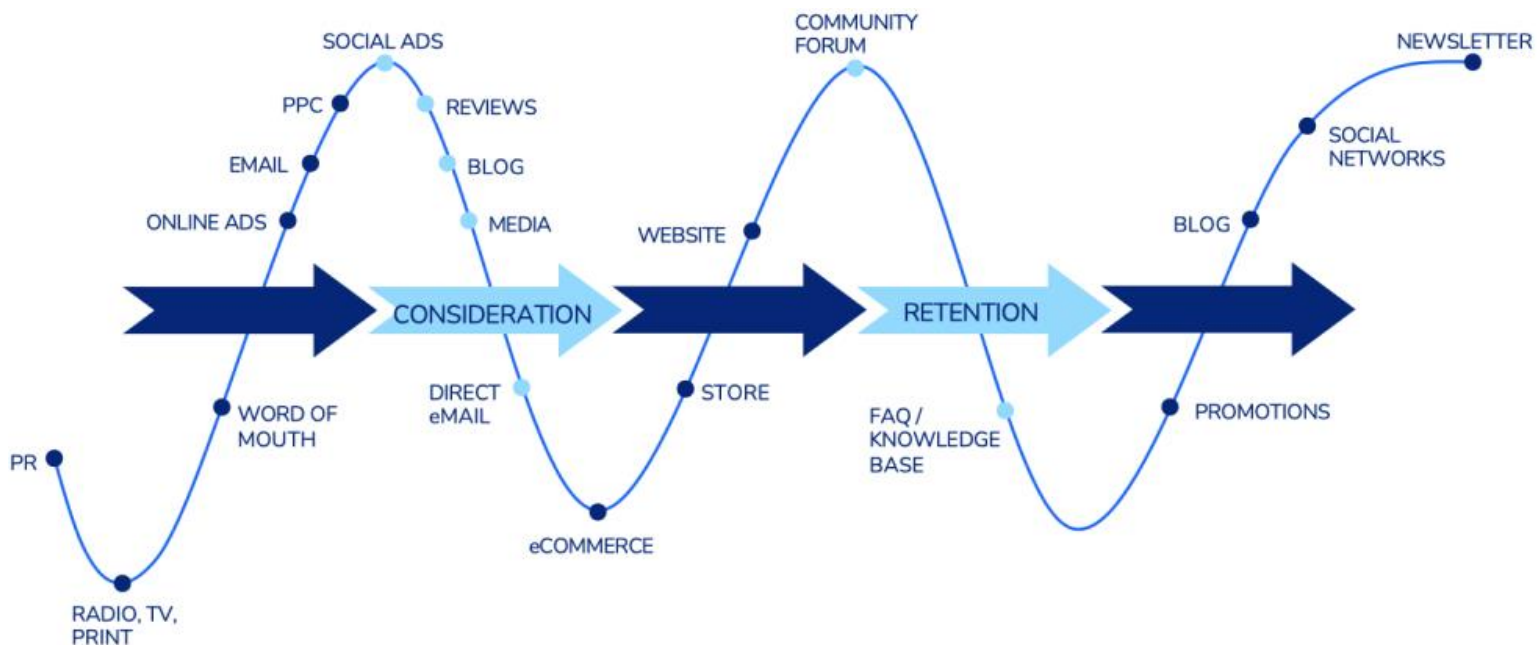 COMMUNITY
FORUM
SOCIAL ADS
NEWSLETTER
PPC
REVIEWS
SOCIAL
NETWORKS
EMAIL
BLOG
ONLINE ADS
MEDIA
WEBSITE
BLOG
CONSIDERATION
RETENTION
DIRECT
eMAIL
STORE
WORD OF
MOUTH
FAQ /
KNOWLEDGE
BASE
PROMOTIONS
PR
eCOMMERCE
RADIO, TV,
PRINT